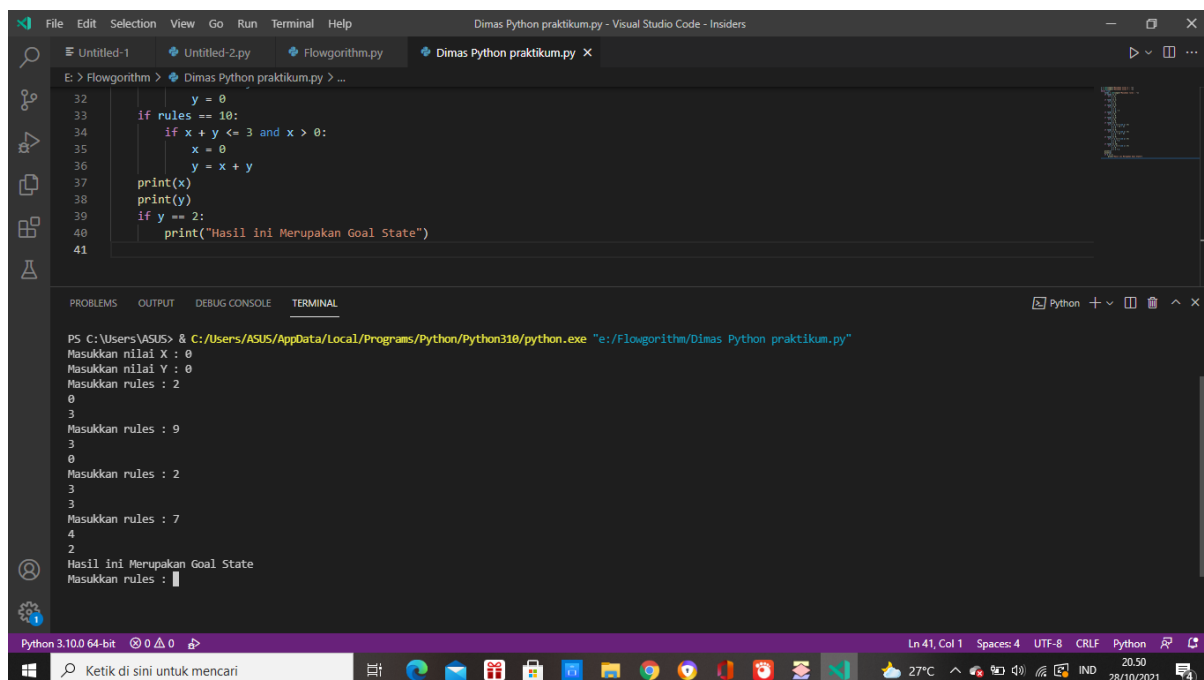 File Edit Selection View Go Run Terminal Help Dimas Python praktikum.py - Visual Studio Code - Insiders
Untitled-1 Untitled-2.py Flowgorithm.py Dimas Python praktikum.py
E: > Flowgorithm > Dimas Python praktikum.py > ...
32 y = 0
33 if rules == 10:
34 if x + y <= 3 and x > 0:
35 x = 0
36 y = x + y
37 print(x)
38 print(y)
39 if y == 2:
40 print("Hasil ini Merupakan Goal State")
41
PROBLEMS OUTPUT DEBUG CONSOLE TERMINAL Python
PS C:\Users\ASUS> & C:/Users/ASUS/AppData/Local/Programs/Python/Python310/python.exe "e:/Flowgorithm/Dimas Python praktikum.py"
Masukkan nilai X : 0
Masukkan nilai Y : 0
Masukkan rules : 2
0
3
Masukkan rules : 9
3
0
Masukkan rules : 2
3
3
Masukkan rules : 7
4
2
Hasil ini Merupakan Goal State
Masukkan rules :
1
Python 3.10.0 64-bit 0 0 Ln 41, Col 1 Spaces: 4 UTF-8 CRLF Python
Ketik di sini untuk mencari 27°C IND 20.50
28/10/2021 4